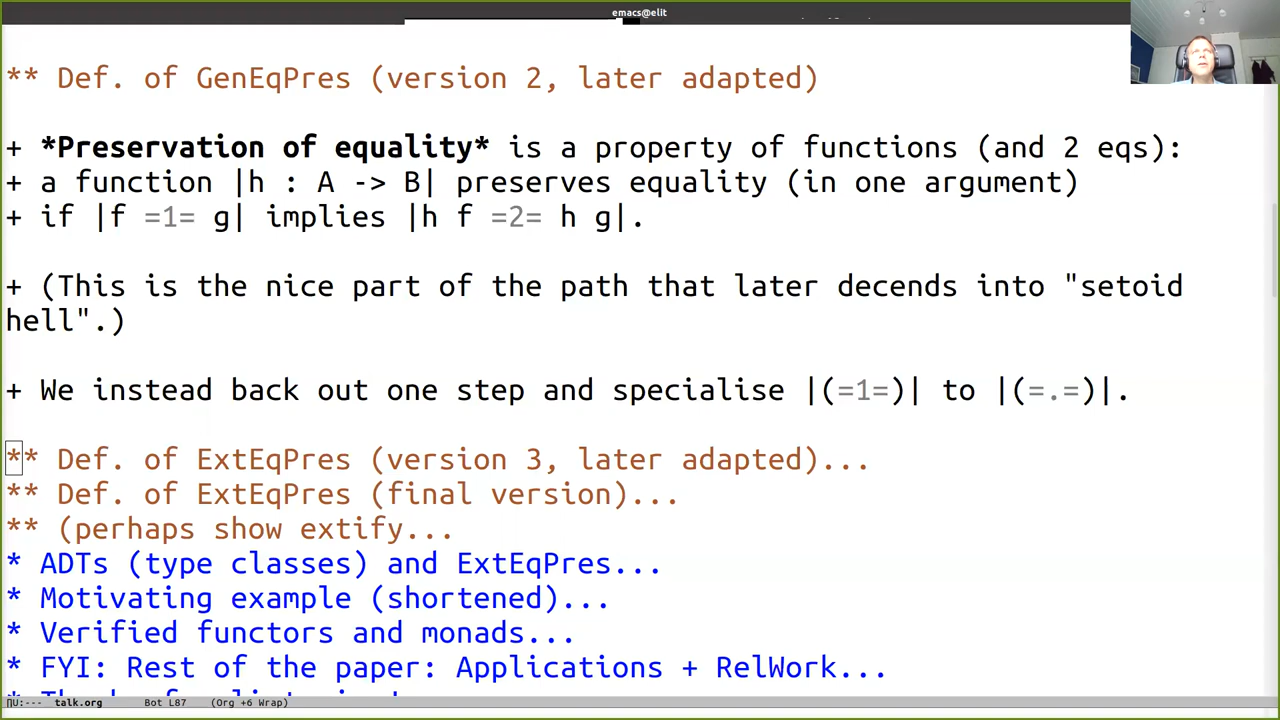 emacs@elit
** Def. of GenEqPres (version 2, later adapted)
+ *Preservation of equality* is a property of functions (and 2 eqs):
+ a function |h : A -> B| preserves equality (in one argument)
+ if |f =1= g| implies |h f =2= h g|.
+ (This is the nice part of the path that later decends into "setoid
hell".)
+ We instead back out one step and specialise |(=1=)| to |(=.=)|.
** Def. of ExtEqPres (version 3, later adapted)...
** Def. of ExtEqPres (final version)...
** (perhaps show extify...
* ADTs (type classes) and ExtEqPres...
* Motivating example (shortened)...
* Verified functors and monads...
* FYI: Rest of the paper: Applications + RelWork...
U:--- talk.org Bot L87 (Org +6 Wrap)